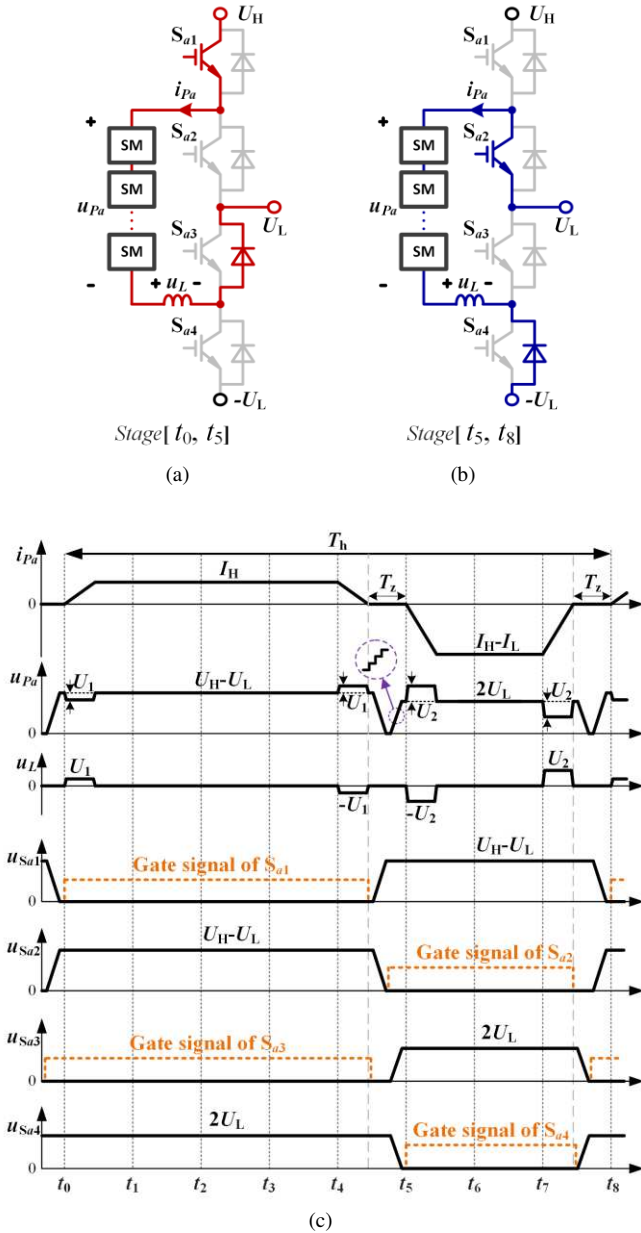 U_H
S_a1
i_Pa
+
SM
S_a2
SM
u_Pa
U_L
S_a3
SM
-
+ u_L -
S_a4
-U_L
Stage[ t_0, t_5]
(a)
U_H
S_a1
i_Pa
+
SM
S_a2
SM
u_Pa
U_L
S_a3
SM
-
+ u_L -
S_a4
-U_L
Stage[ t_5, t_8]
(b)
T_h
i_Pa
I_H
T_z
T_z
0
I_H-I_L
u_Pa
U_1
U_H-U_L
U_1
U_2
2U_L
U_2
0
u_L
U_1
U_2
0
-U_1
-U_2
u_Sa1
Gate signal of S_a1
U_H-U_L
0
u_Sa2
U_H-U_L
Gate signal of S_a2
0
u_Sa3
Gate signal of S_a3
2U_L
0
u_Sa4
2U_L
Gate signal of S_a4
0
t_0 t_1 t_2 t_3 t_4 t_5 t_6 t_7 t_8
(c)